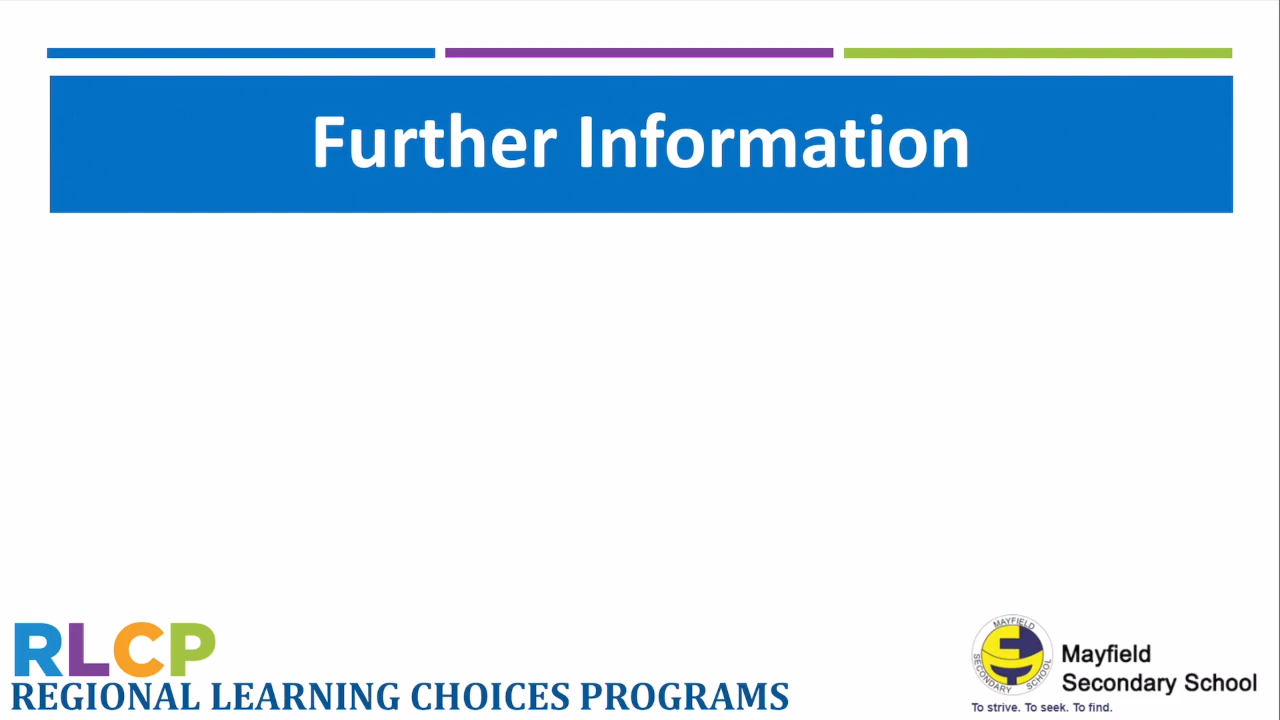 Further Information
RLCP
REGIONAL LEARNING CHOICES PROGRAMS
MAYFIELD
SECONDARY SCHOOL
Mayfield
Secondary School
To strive. To seek. To find.